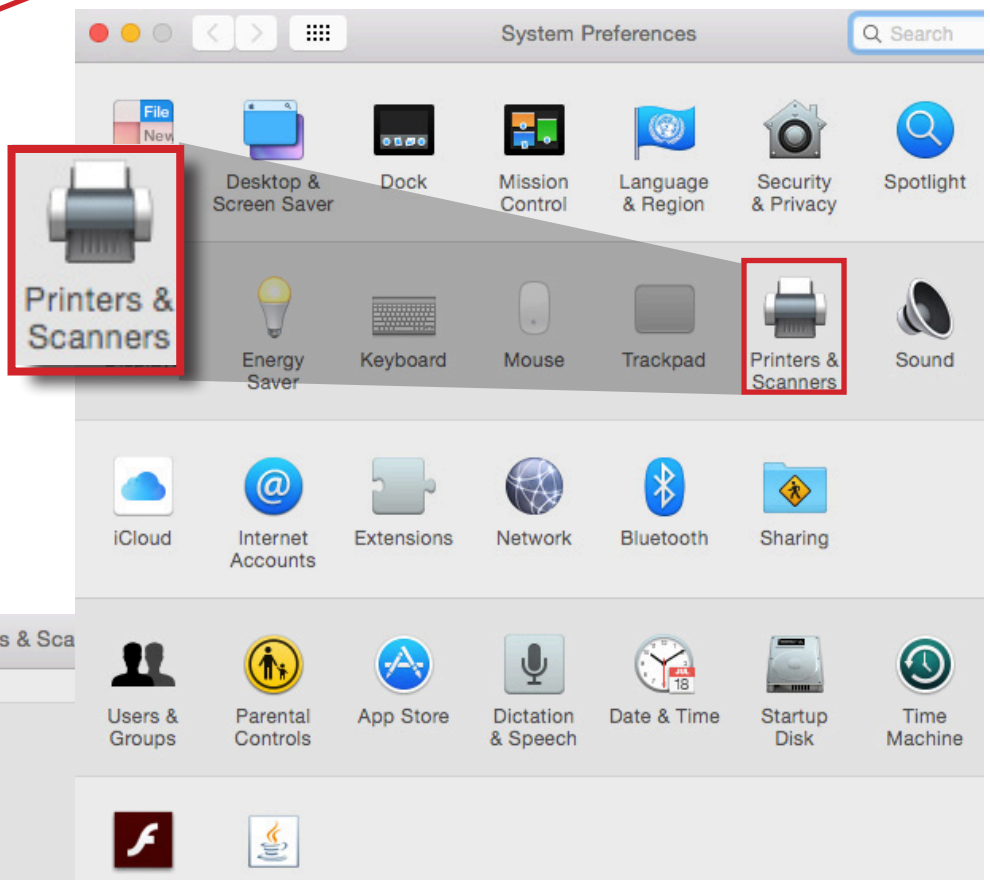 System Preferences
Search
File
New
Desktop &
Screen Saver
Dock
Mission
Control
Language
& Region
Security
& Privacy
Spotlight
Printers &
Scanners
Energy
Saver
Keyboard
Mouse
Trackpad
Printers &
Scanners
Sound
iCloud
Internet
Accounts
Extensions
Network
Bluetooth
Sharing
s & Sca
Users &
Groups
Parental
Controls
App Store
Dictation
& Speech
JUL
18
Date & Time
Startup
Disk
Time
Machine